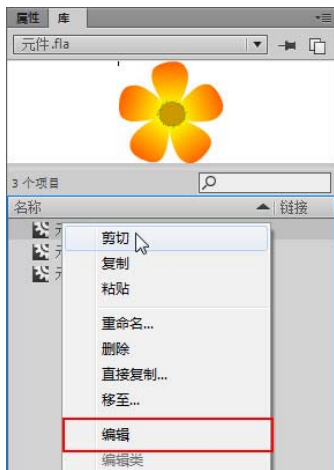 属性 库
元件.fla
3 个项目
名称 链接
剪切
复制
粘贴
重命名...
删除
直接复制...
移至...
编辑
编辑类